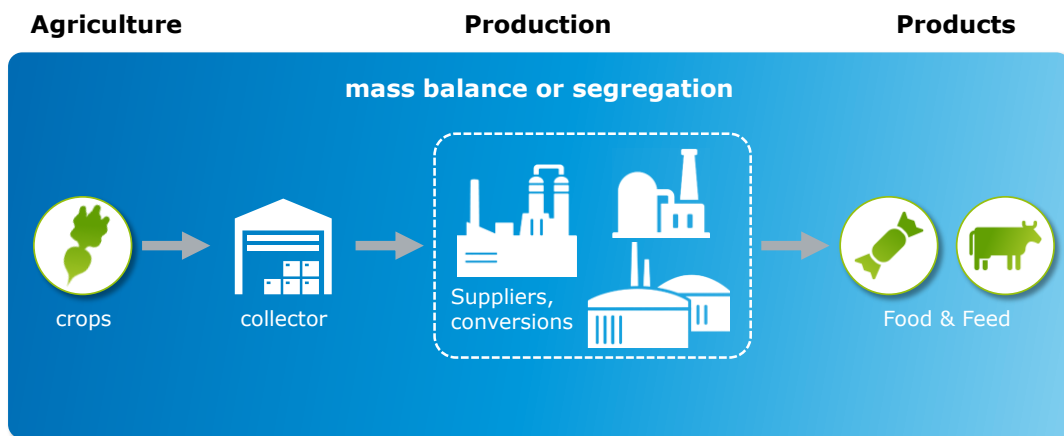 Agriculture
Production
Products
mass balance or segregation
crops
collector
Suppliers,
conversions
Food & Feed